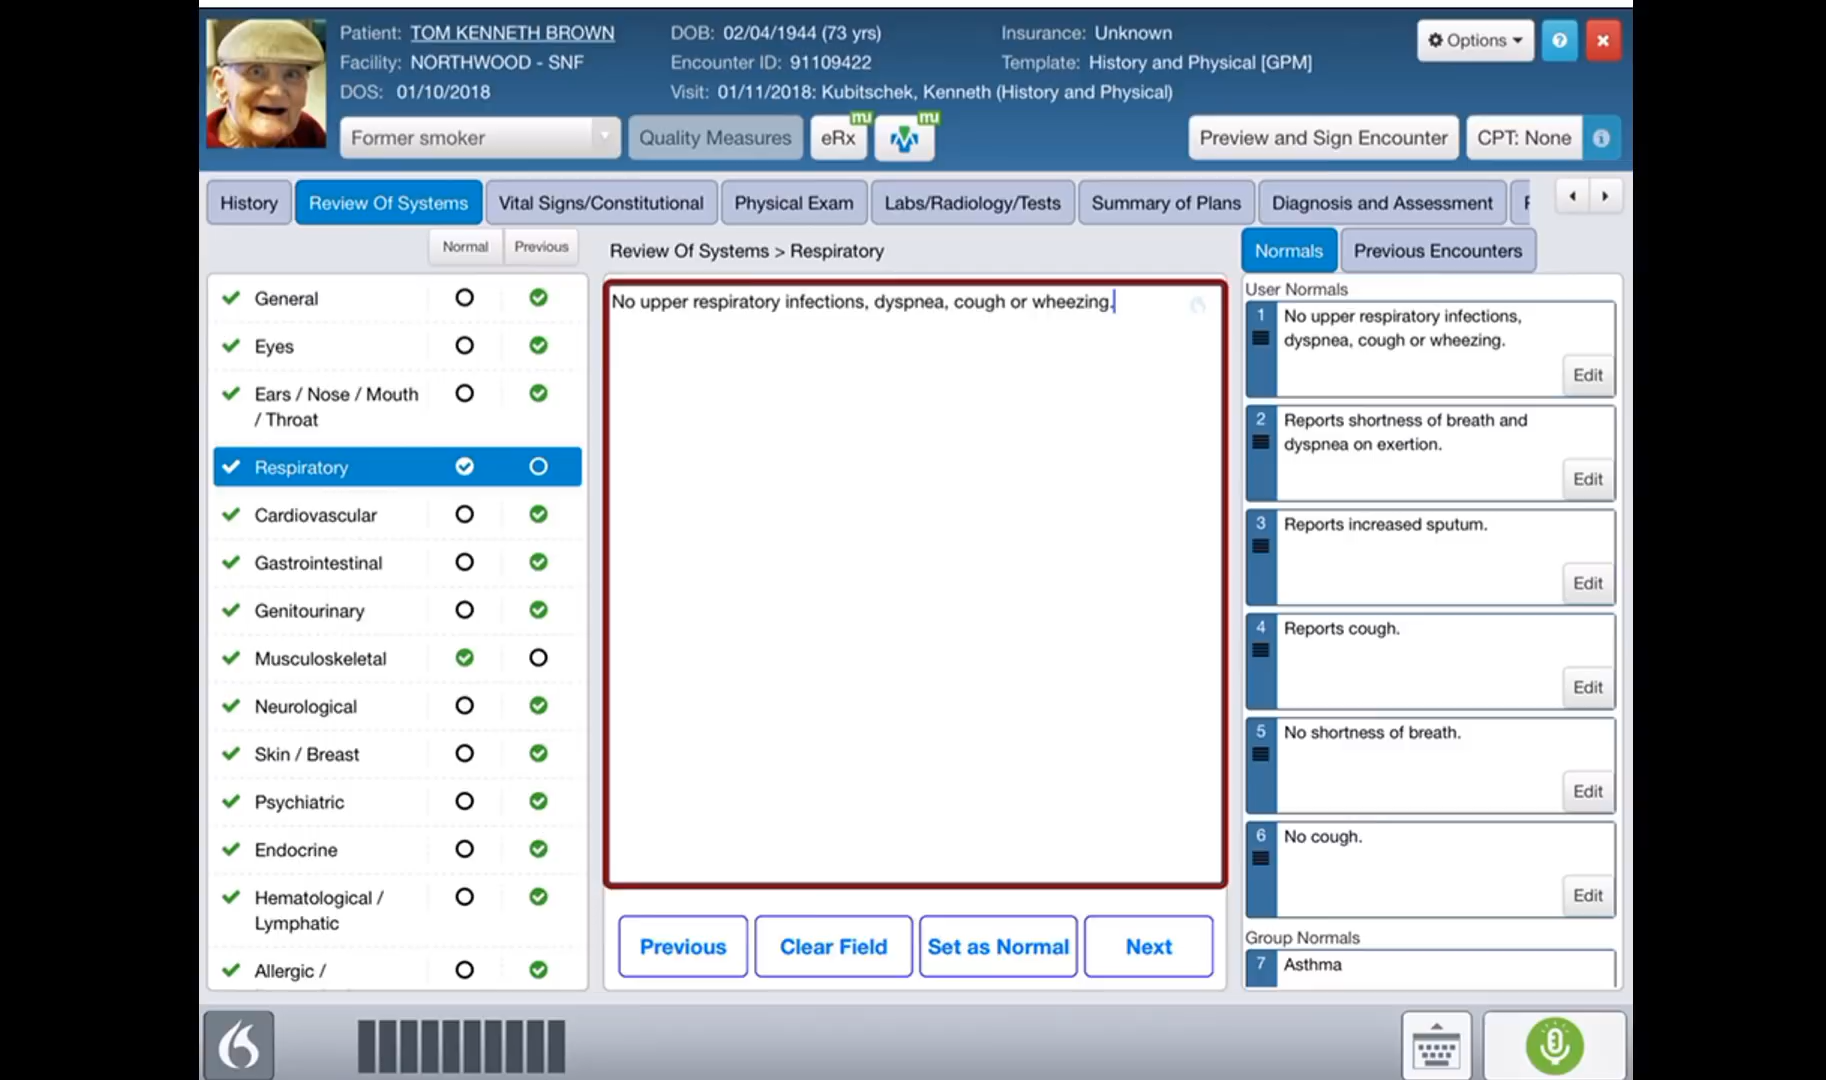 Patient: TOM KENNETH BROWN
DOB: 02/04/1944 (73 yrs)
Insurance: Unknown
Options
?
Facility: NORTHWOOD - SNF
Encounter ID: 91109422
Template: History and Physical [GPM]
DOS: 01/10/2018
Visit: 01/11/2018: Kubitschek, Kenneth (History and Physical)
Former smoker
Quality Measures
eRx
mu
mu
Preview and Sign Encounter
CPT: None
i
History
Review Of Systems
Vital Signs/Constitutional
Physical Exam
Labs/Radiology/Tests
Summary of Plans
Diagnosis and Assessment
Normal
Previous
General
Eyes
Ears / Nose / Mouth
/ Throat
Respiratory
Cardiovascular
Gastrointestinal
Genitourinary
Musculoskeletal
Neurological
Skin / Breast
Psychiatric
Endocrine
Hematological /
Lymphatic
Allergic /
Review Of Systems > Respiratory
No upper respiratory infections, dyspnea, cough or wheezing.
Previous
Clear Field
Set as Normal
Next
Normals
Previous Encounters
User Normals
1
No upper respiratory infections,
dyspnea, cough or wheezing.
Edit
2
Reports shortness of breath and
dyspnea on exertion.
Edit
3
Reports increased sputum.
Edit
4
Reports cough.
Edit
5
No shortness of breath.
Edit
6
No cough.
Edit
Group Normals
7
Asthma